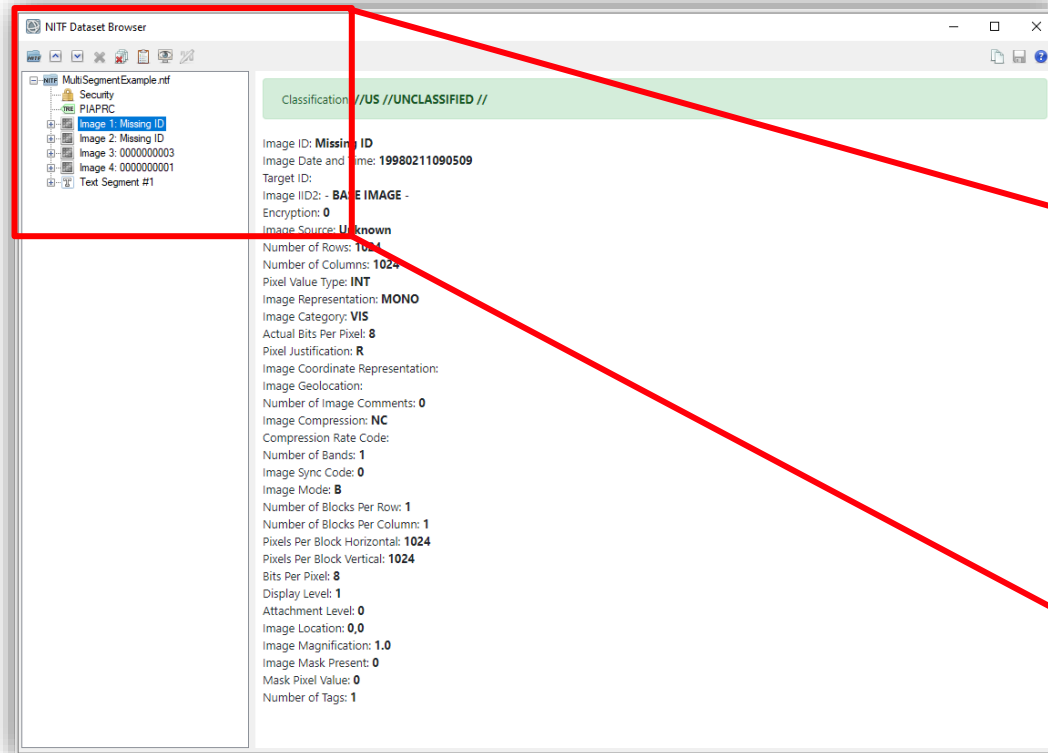 NITF Dataset Browser
NITF
NITF MultiSegmentExample.ntf
Security
TRE PIAPRC
Image 1: Missing ID
Image 2: Missing ID
Image 3: 0000000003
Image 4: 0000000001
Text Segment #1
Classification: //US //UNCLASSIFIED //
Image ID: Missing ID
Image Date and Time: 19980211090509
Target ID:
Image IID2: - BASE IMAGE -
Encryption: 0
Image Source: Unknown
Number of Rows: 1024
Number of Columns: 1024
Pixel Value Type: INT
Image Representation: MONO
Image Category: VIS
Actual Bits Per Pixel: 8
Pixel Justification: R
Image Coordinate Representation:
Image Geolocation:
Number of Image Comments: 0
Image Compression: NC
Compression Rate Code:
Number of Bands: 1
Image Sync Code: 0
Image Mode: B
Number of Blocks Per Row: 1
Number of Blocks Per Column: 1
Pixels Per Block Horizontal: 1024
Pixels Per Block Vertical: 1024
Bits Per Pixel: 8
Display Level: 1
Attachment Level: 0
Image Location: 0,0
Image Magnification: 1.0
Image Mask Present: 0
Mask Pixel Value: 0
Number of Tags: 1